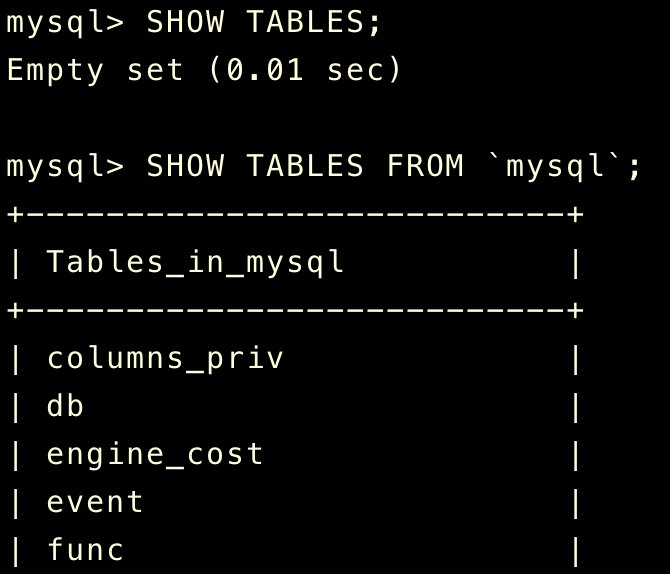 mysql> SHOW TABLES;
Empty set (0.01 sec)
mysql> SHOW TABLES FROM `mysql`;
+---------------------------+
| Tables_in_mysql           |
+---------------------------+
| columns_priv              |
| db                        |
| engine_cost               |
| event                     |
| func                      |